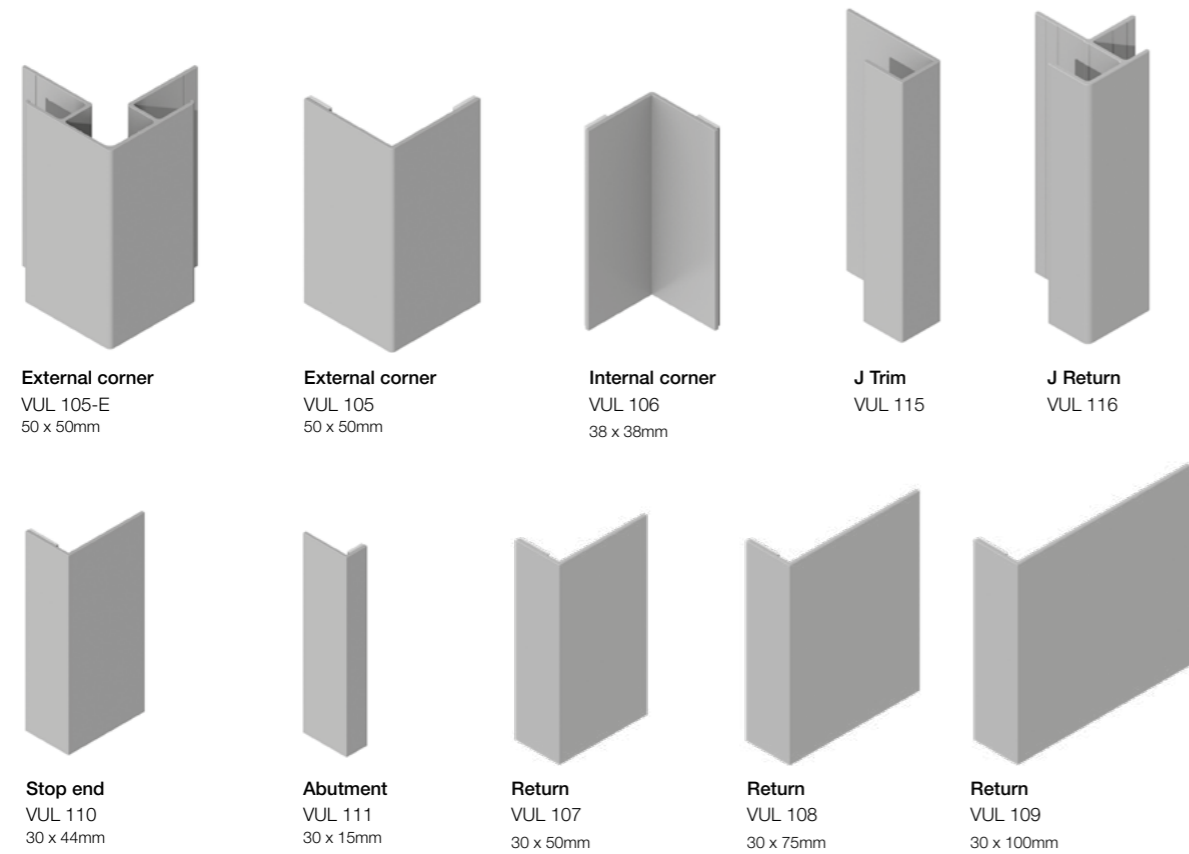 External corner
VUL 105-E
50 x 50mm
External corner
VUL 105
50 x 50mm
Internal corner
VUL 106
38 x 38mm
J Trim
VUL 115
J Return
VUL 116
Stop end
VUL 110
30 x 44mm
Abutment
VUL 111
30 x 15mm
Return
VUL 107
30 x 50mm
Return
VUL 108
30 x 75mm
Return
VUL 109
30 x 100mm